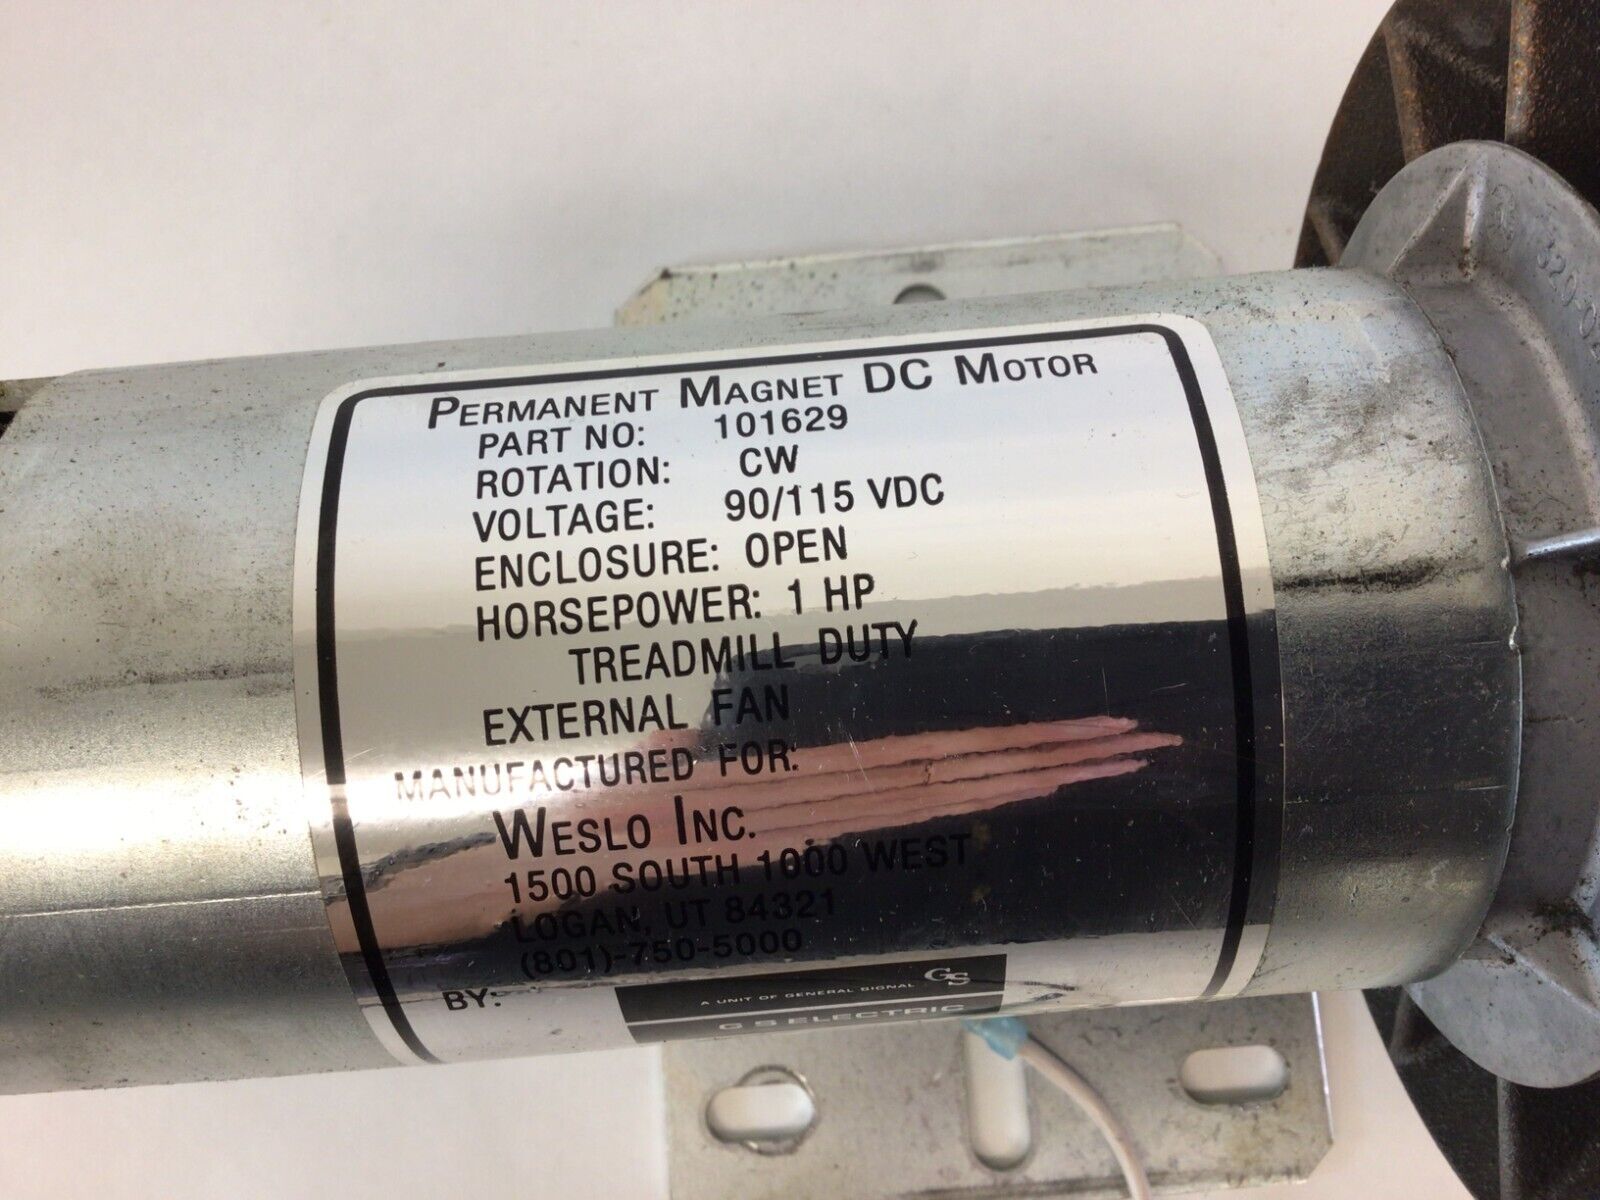 PERMANENT MAGNET DC MOTOR
PART NO: 101629
ROTATION: CW
VOLTAGE: 90/115 VDC
ENCLOSURE: OPEN
HORSEPOWER: 1 HP
TREADMILL DUTY
EXTERNAL FAN
MANUFACTURED FOR:
WESLO INC.
1500 SOUTH 1000 WEST
LOGAN, UT 84321
(801)-750-5000
BY:
A UNIT OF GENERAL SIGNAL GS
G S ELECTRIC